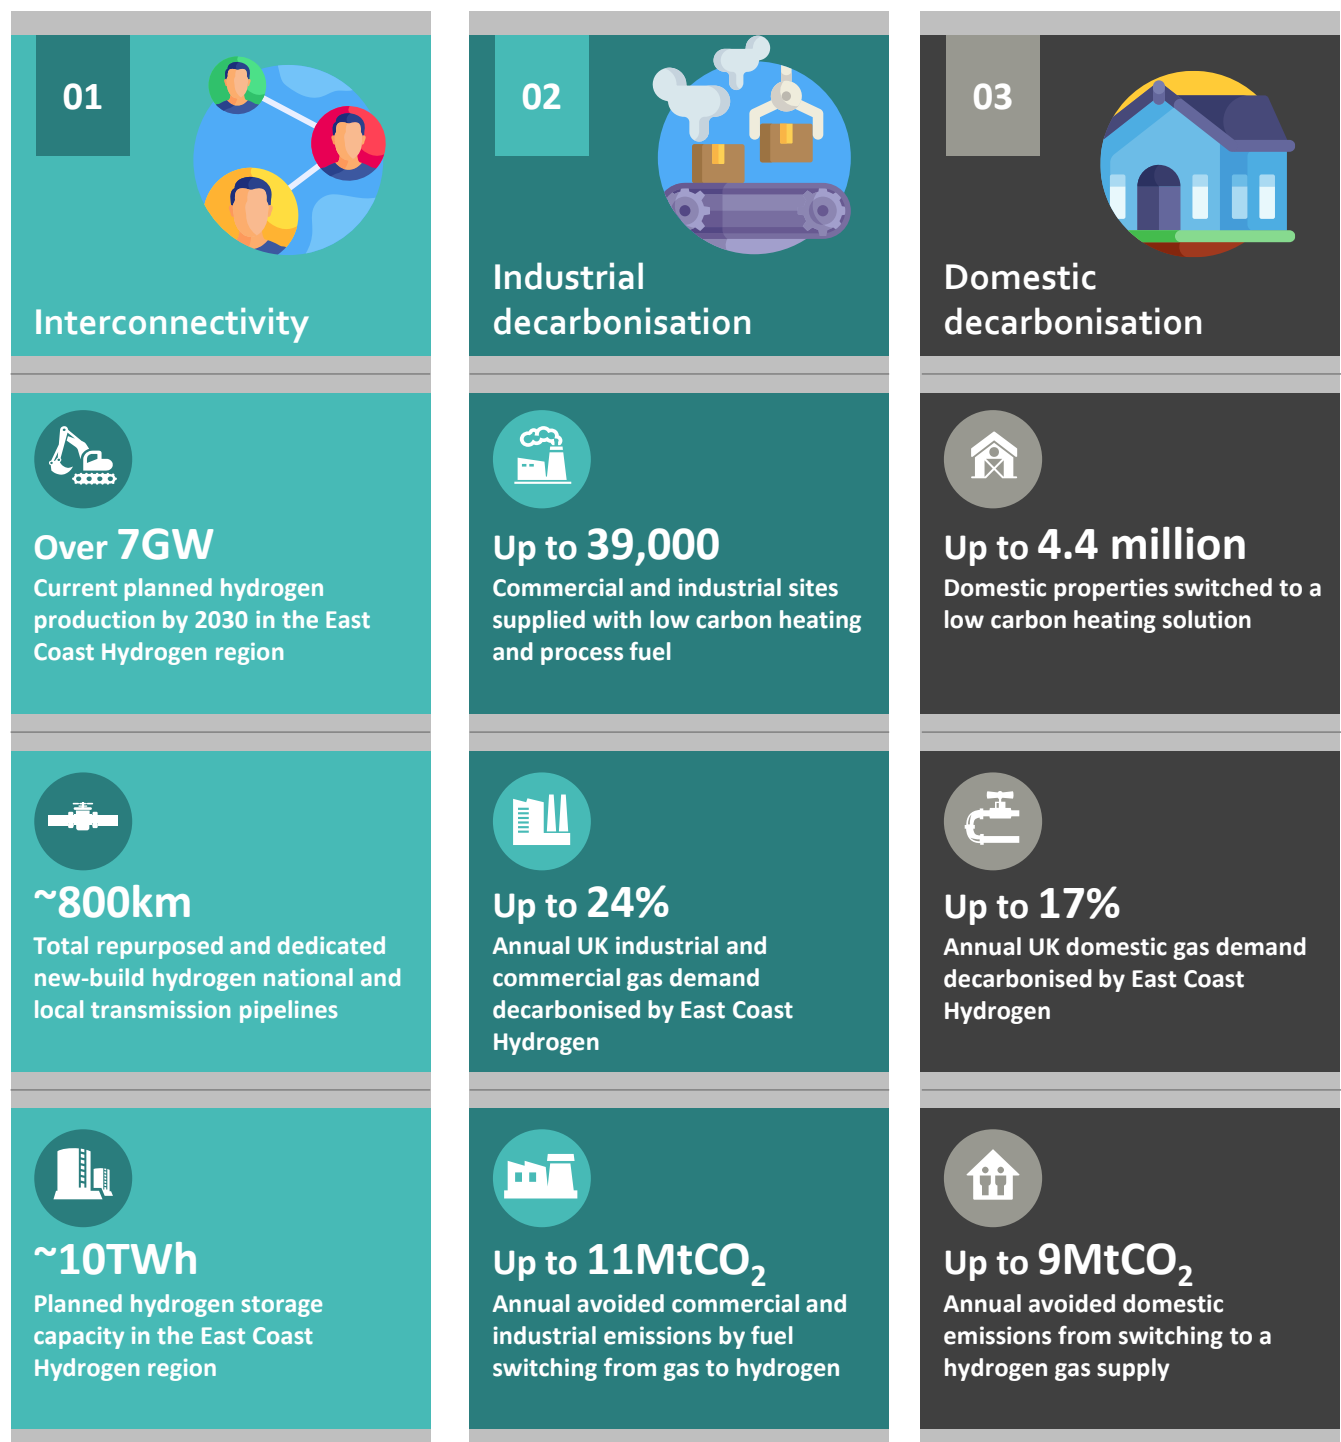 01
Interconnectivity
Over 7GW
Current planned hydrogen
production by 2030 in the East
Coast Hydrogen region
~800km
Total repurposed and dedicated
new-build hydrogen national and
local transmission pipelines
~10TWh
Planned hydrogen storage
capacity in the East Coast
Hydrogen region
02
Industrial
decarbonisation
Up to 39,000
Commercial and industrial sites
supplied with low carbon heating
and process fuel
Up to 24%
Annual UK industrial and
commercial gas demand
decarbonised by East Coast
Hydrogen
Up to 11MtCO₂
Annual avoided commercial and
industrial emissions by fuel
switching from gas to hydrogen
03
Domestic
decarbonisation
Up to 4.4 million
Domestic properties switched to a
low carbon heating solution
Up to 17%
Annual UK domestic gas demand
decarbonised by East Coast
Hydrogen
Up to 9MtCO₂
Annual avoided domestic
emissions from switching to a
hydrogen gas supply